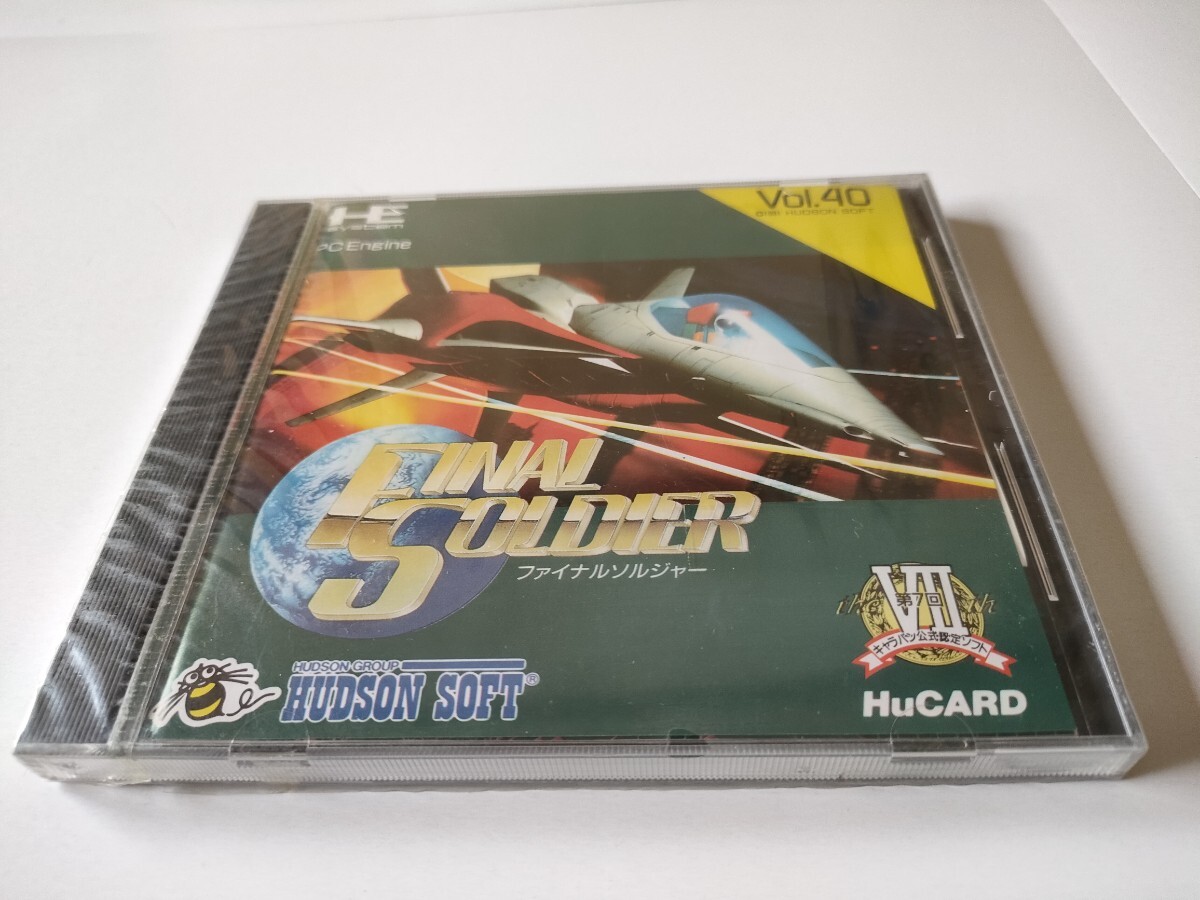 HE
system
PC Engine
Vol.40
HUDSON SOFT
FINAL
SOLDIER
ファイナルソルジャー
the VII th
第7回
キャラバン公式認定ソフト
HUDSON GROUP
HUDSON SOFT®
HuCARD